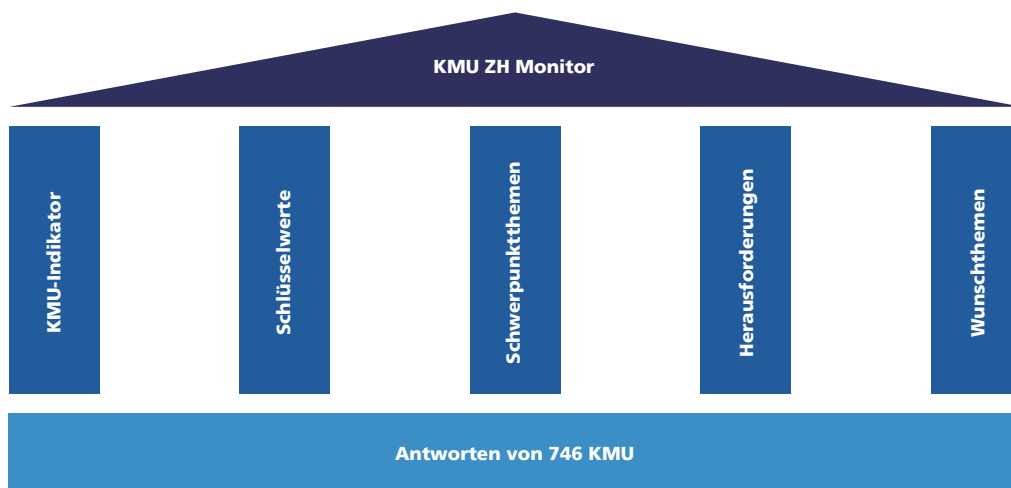 KMU ZH Monitor
KMU-Indikator
Schlüsselwerte
Schwerpunktthemen
Herausforderungen
Wunschthemen
Antworten von 746 KMU